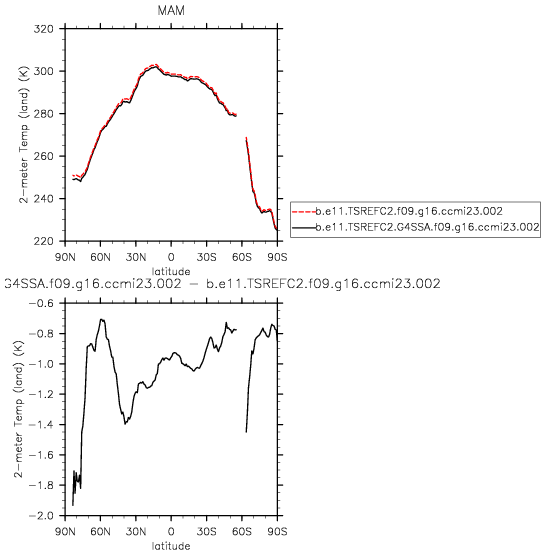 MAM
320
300
280
260
240
220
2-meter Temp (land) (K)
90N 60N 30N 0 30S 60S 90S
latitude
b.e11.TSREFC2.f09.g16.ccmi23.002
b.e11.TSREFC2.G4SSA.f09.g16.ccmi23.002
G4SSA.f09.g16.ccmi23.002 - b.e11.TSREFC2.f09.g16.ccmi23.002
-0.6
-0.8
-1.0
-1.2
-1.4
-1.6
-1.8
-2.0
2-meter Temp (land) (K)
90N 60N 30N 0 30S 60S 90S
latitude